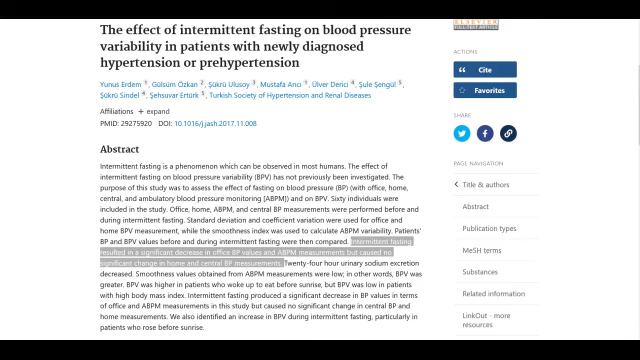 The effect of intermittent fasting on blood pressure
variability in patients with newly diagnosed
hypertension or prehypertension
Yunus Erdem 1, Gülsüm Özkan 2, Şükrü Ulusoy 3, Mustafa Arıcı 1, Ülver Derici 4, Şule Şengül 5,
Şükrü Sindel 4, Şehsuvar Ertürk 5, Turkish Society of Hypertension and Renal Diseases
Affiliations + expand
PMID: 29275920 DOI: 10.1016/j.jash.2017.11.008
Abstract
Intermittent fasting is a phenomenon which can be observed in most humans. The effect of
intermittent fasting on blood pressure variability (BPV) has not previously been investigated. The
purpose of this study was to assess the effect of fasting on blood pressure (BP) (with office, home,
central, and ambulatory blood pressure monitoring [ABPM]) and on BPV. Sixty individuals were
included in the study. Office, home, ABPM, and central BP measurements were performed before and
during intermittent fasting. Standard deviation and coefficient variation were used for office and
home BPV measurement, while the smoothness index was used to calculate ABPM variability. Patients'
BP and BPV values before and during intermittent fasting were then compared. Intermittent fasting
resulted in a significant decrease in office BP values and ABPM measurements but caused no
significant change in home and central BP measurements. Twenty-four hour urinary sodium excretion
decreased. Smoothness values obtained from ABPM measurements were low; in other words, BPV was
greater. BPV was higher in patients who woke up to eat before sunrise, but BPV was low in patients
with high body mass index. Intermittent fasting produced a significant decrease in BP values in terms
of office and ABPM measurements in this study but caused no significant change in central BP and
home measurements. We also identified an increase in BPV during intermittent fasting, particularly in
patients who rose before sunrise.
ELSEVIER
FULL-TEXT ARTICLE
ACTIONS
Cite
Favorites
SHARE
PAGE NAVIGATION
Title & authors
Abstract
Publication types
MeSH terms
Substances
Related information
LinkOut - more
resources